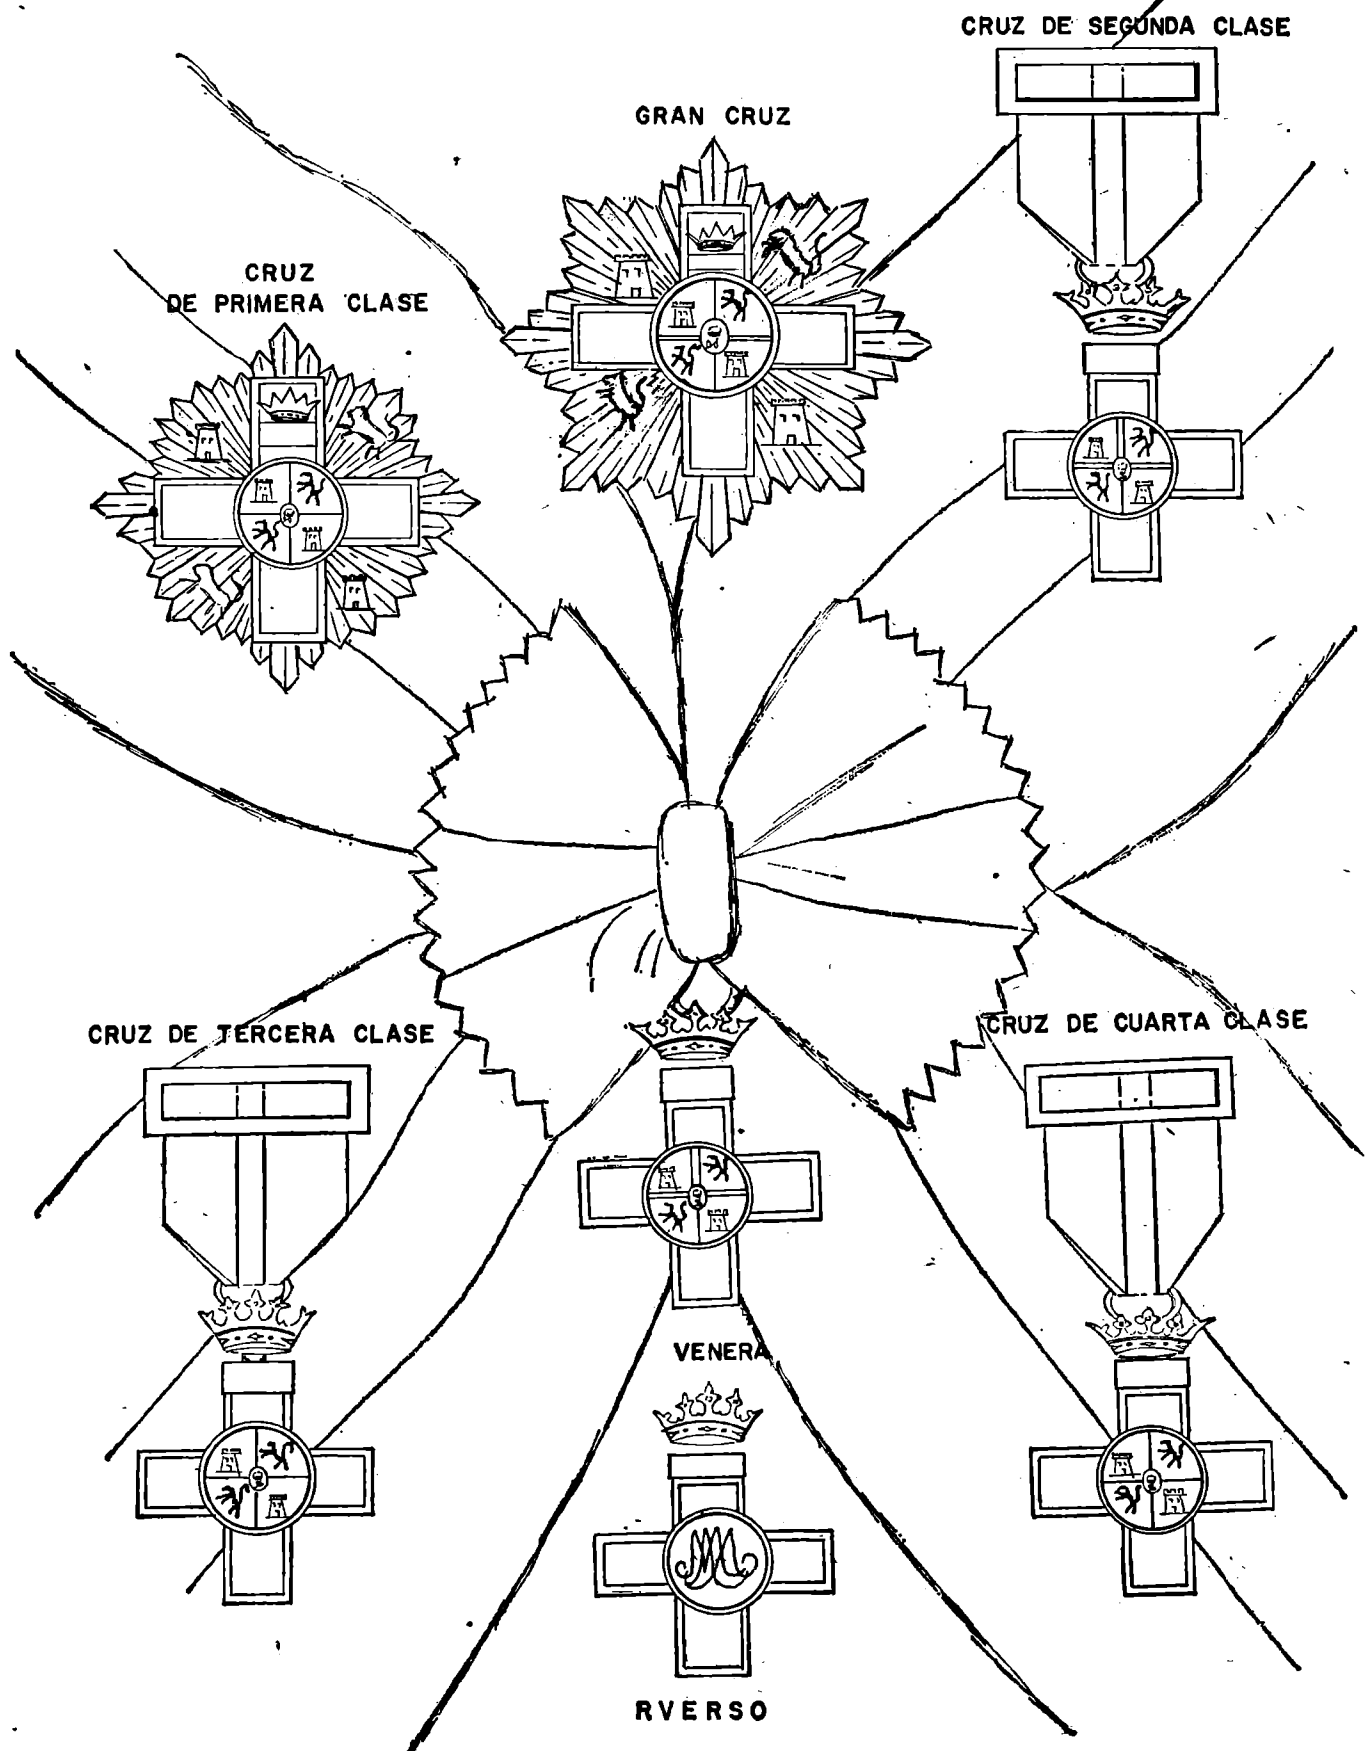 CRUZ DE SEGUNDA CLASE
GRAN CRUZ
CRUZ
DE PRIMERA CLASE
CRUZ DE TERCERA CLASE
CRUZ DE CUARTA CLASE
VENERA
RVERSO